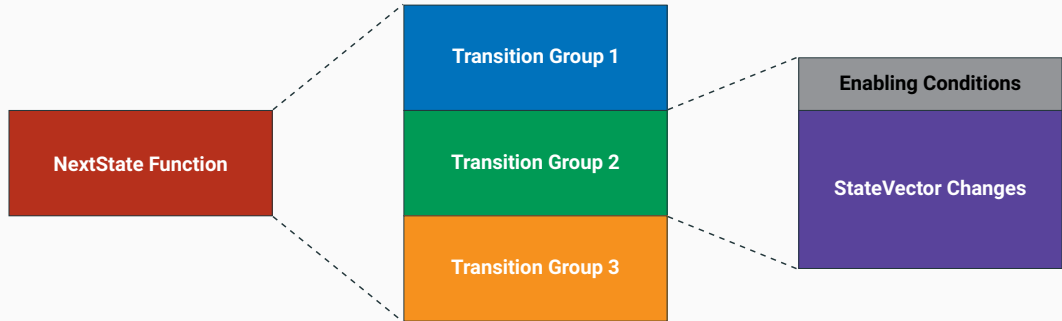 NextState Function
Transition Group 1
Transition Group 2
Transition Group 3
Enabling Conditions
StateVector Changes